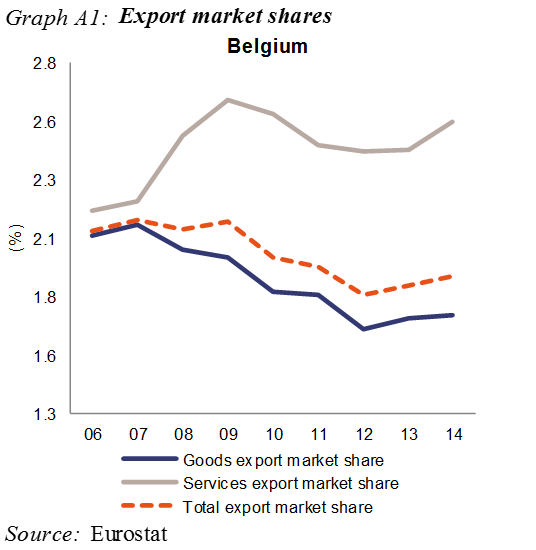 Graph A1: Export market shares
Belgium
2.8
2.6
2.3
2.1
1.8
1.6
1.3
(%)
06 07 08 09 10 11 12 13 14
Goods export market share
Services export market share
Total export market share
Source: Eurostat